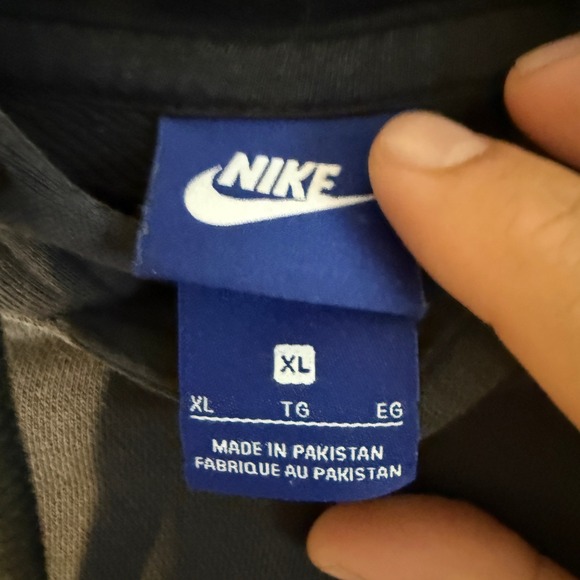 NIKE
XL
XL TG EG
MADE IN PAKISTAN
FABRIQUE AU PAKISTAN